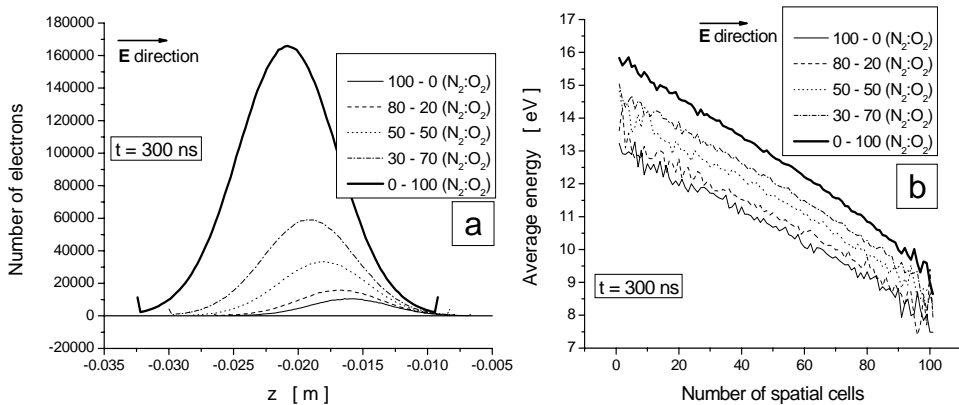 180000
160000
140000
120000
100000
80000
60000
40000
20000
0
-20000
Number of electrons
E direction
t = 300 ns
100 - 0 (N₂:O₂)
80 - 20 (N₂:O₂)
50 - 50 (N₂:O₂)
30 - 70 (N₂:O₂)
0 - 100 (N₂:O₂)
a
-0.035 -0.030 -0.025 -0.020 -0.015 -0.010 -0.005
z [ m ]
17
16
15
14
13
12
11
10
9
8
7
Average energy [ eV ]
E direction
100 - 0 (N₂:O₂)
80 - 20 (N₂:O₂)
50 - 50 (N₂:O₂)
30 - 70 (N₂:O₂)
0 - 100 (N₂:O₂)
b
t = 300 ns
0 20 40 60 80 100
Number of spatial cells